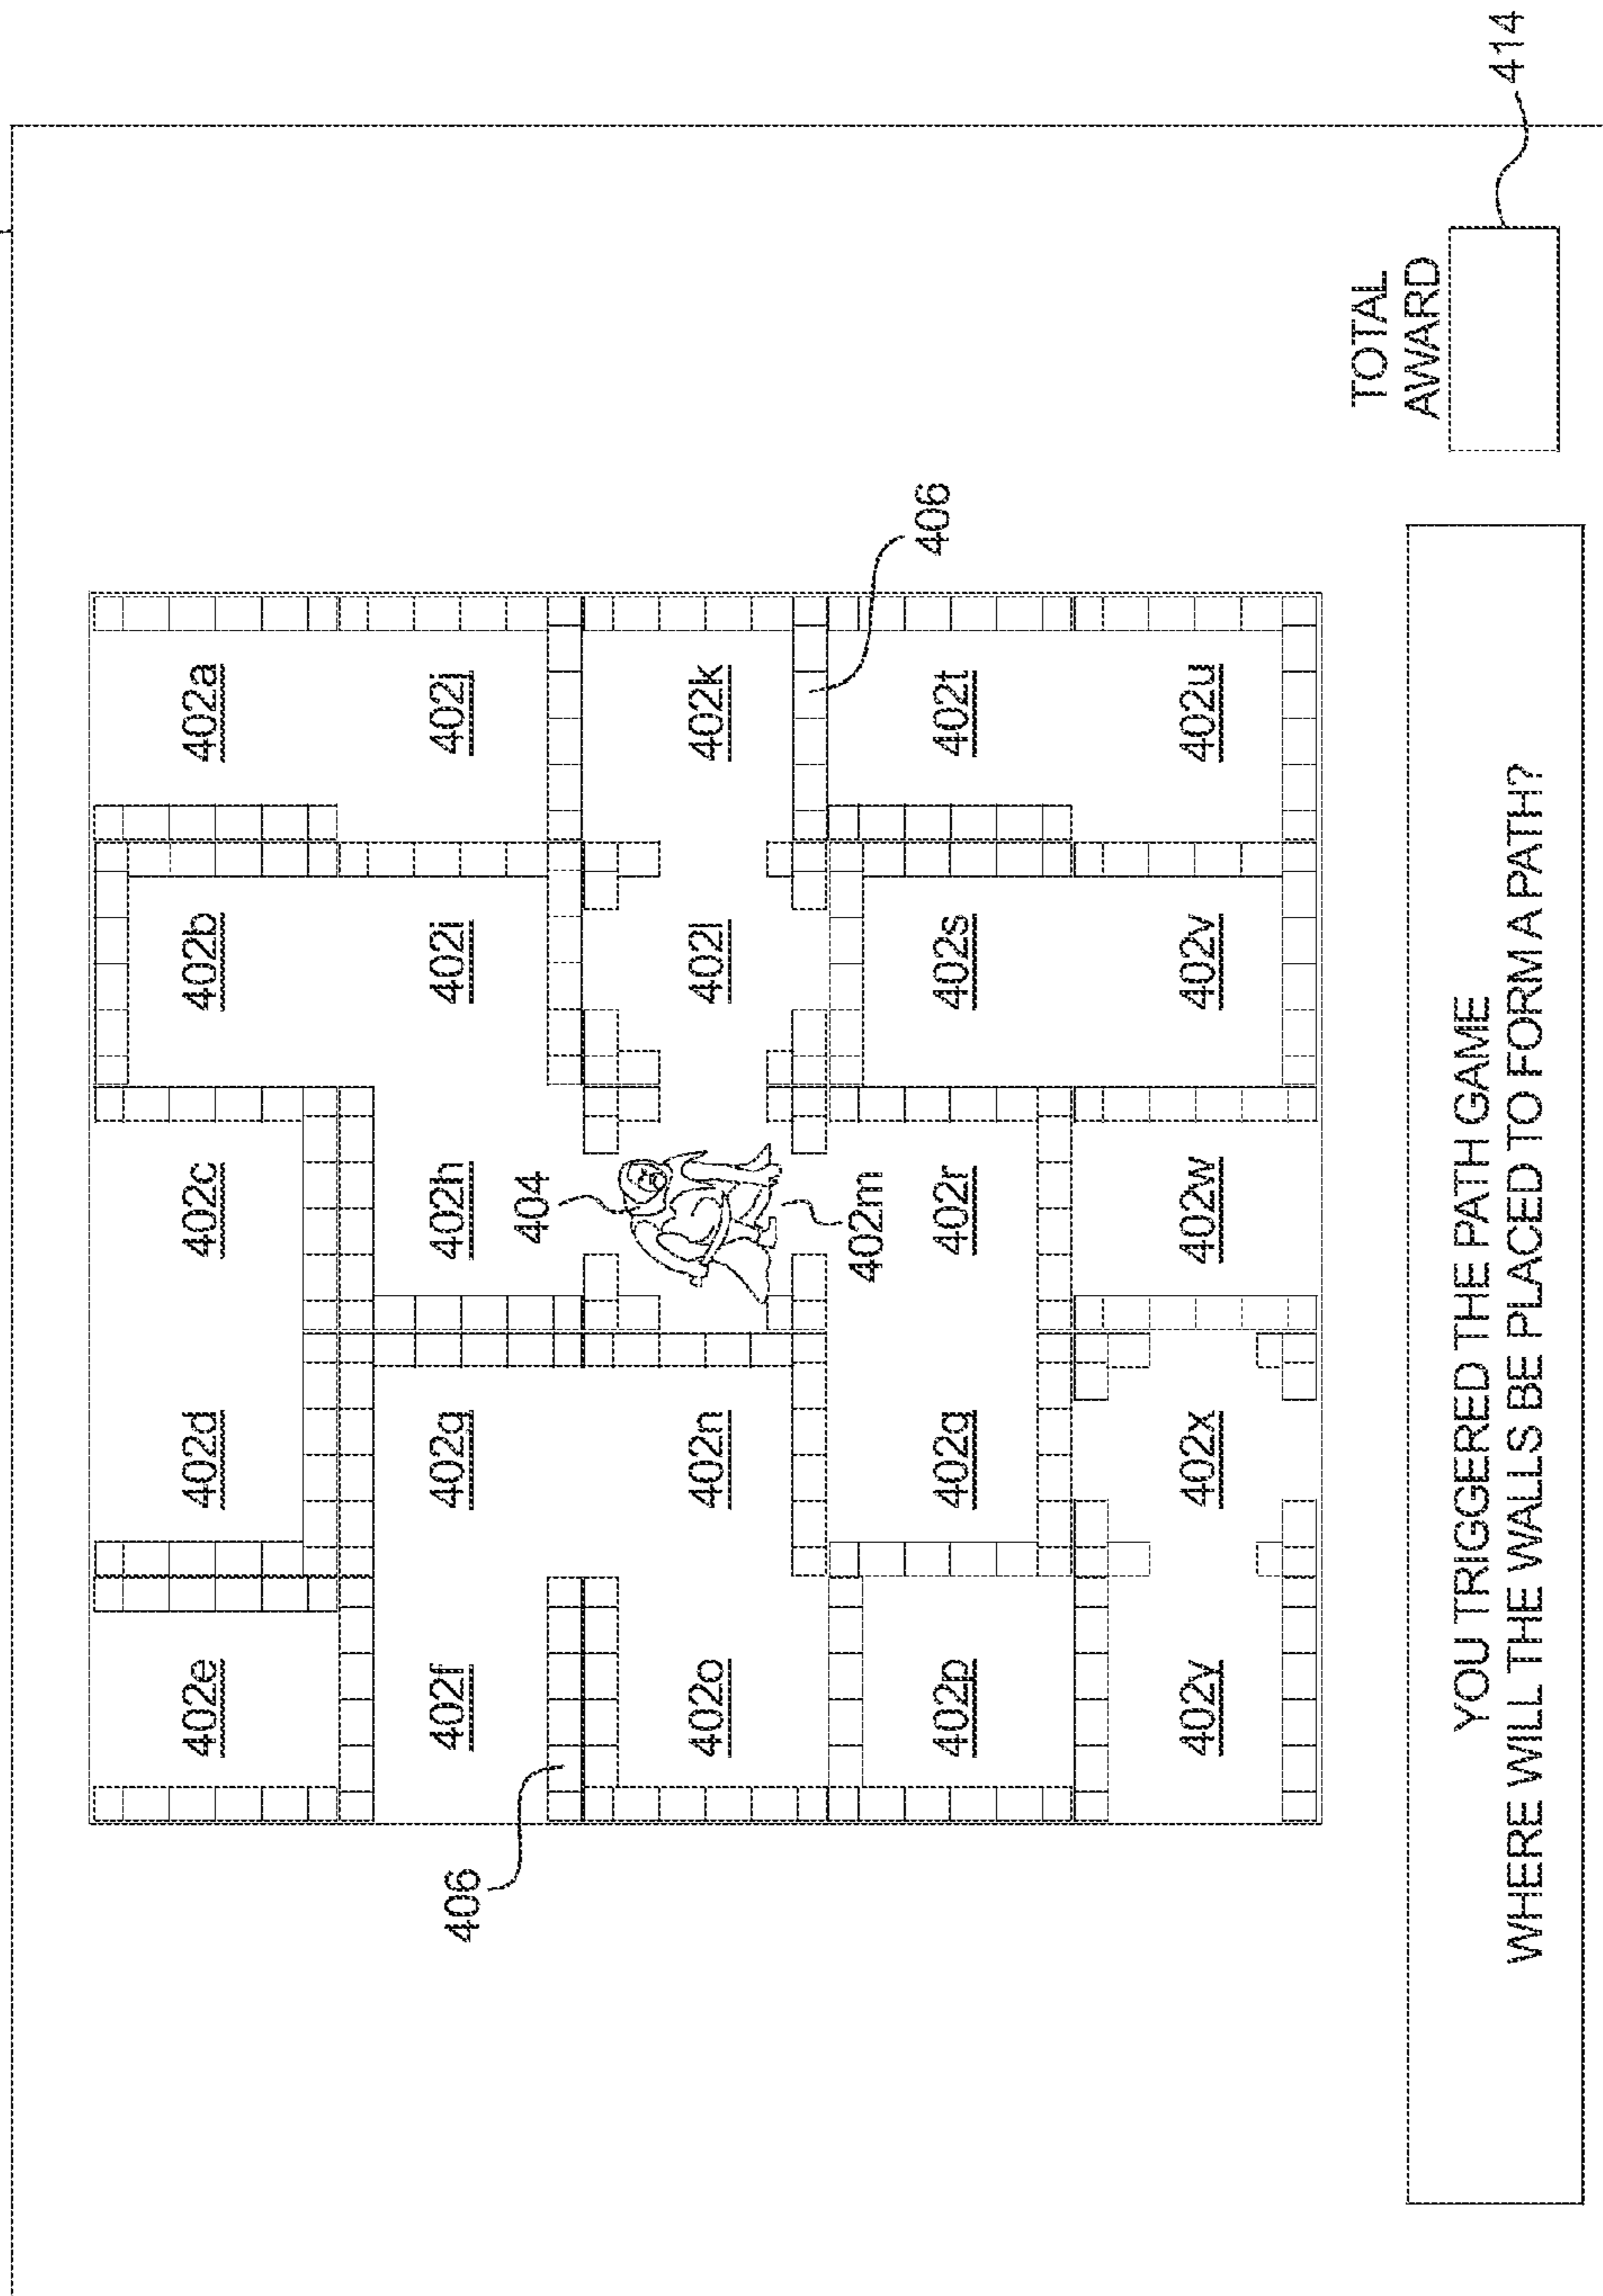 402e 402d 402c 402b 402a
402f 402g 402h 402i 402j
406
404
402o 402n 402l 402k
402m
406
402p 402q 402r 402s 402t
402y 402x 402w 402v 402u
TOTAL
AWARD
414
YOU TRIGGERED THE PATH GAME
WHERE WILL THE WALLS BE PLACED TO FORM A PATH?